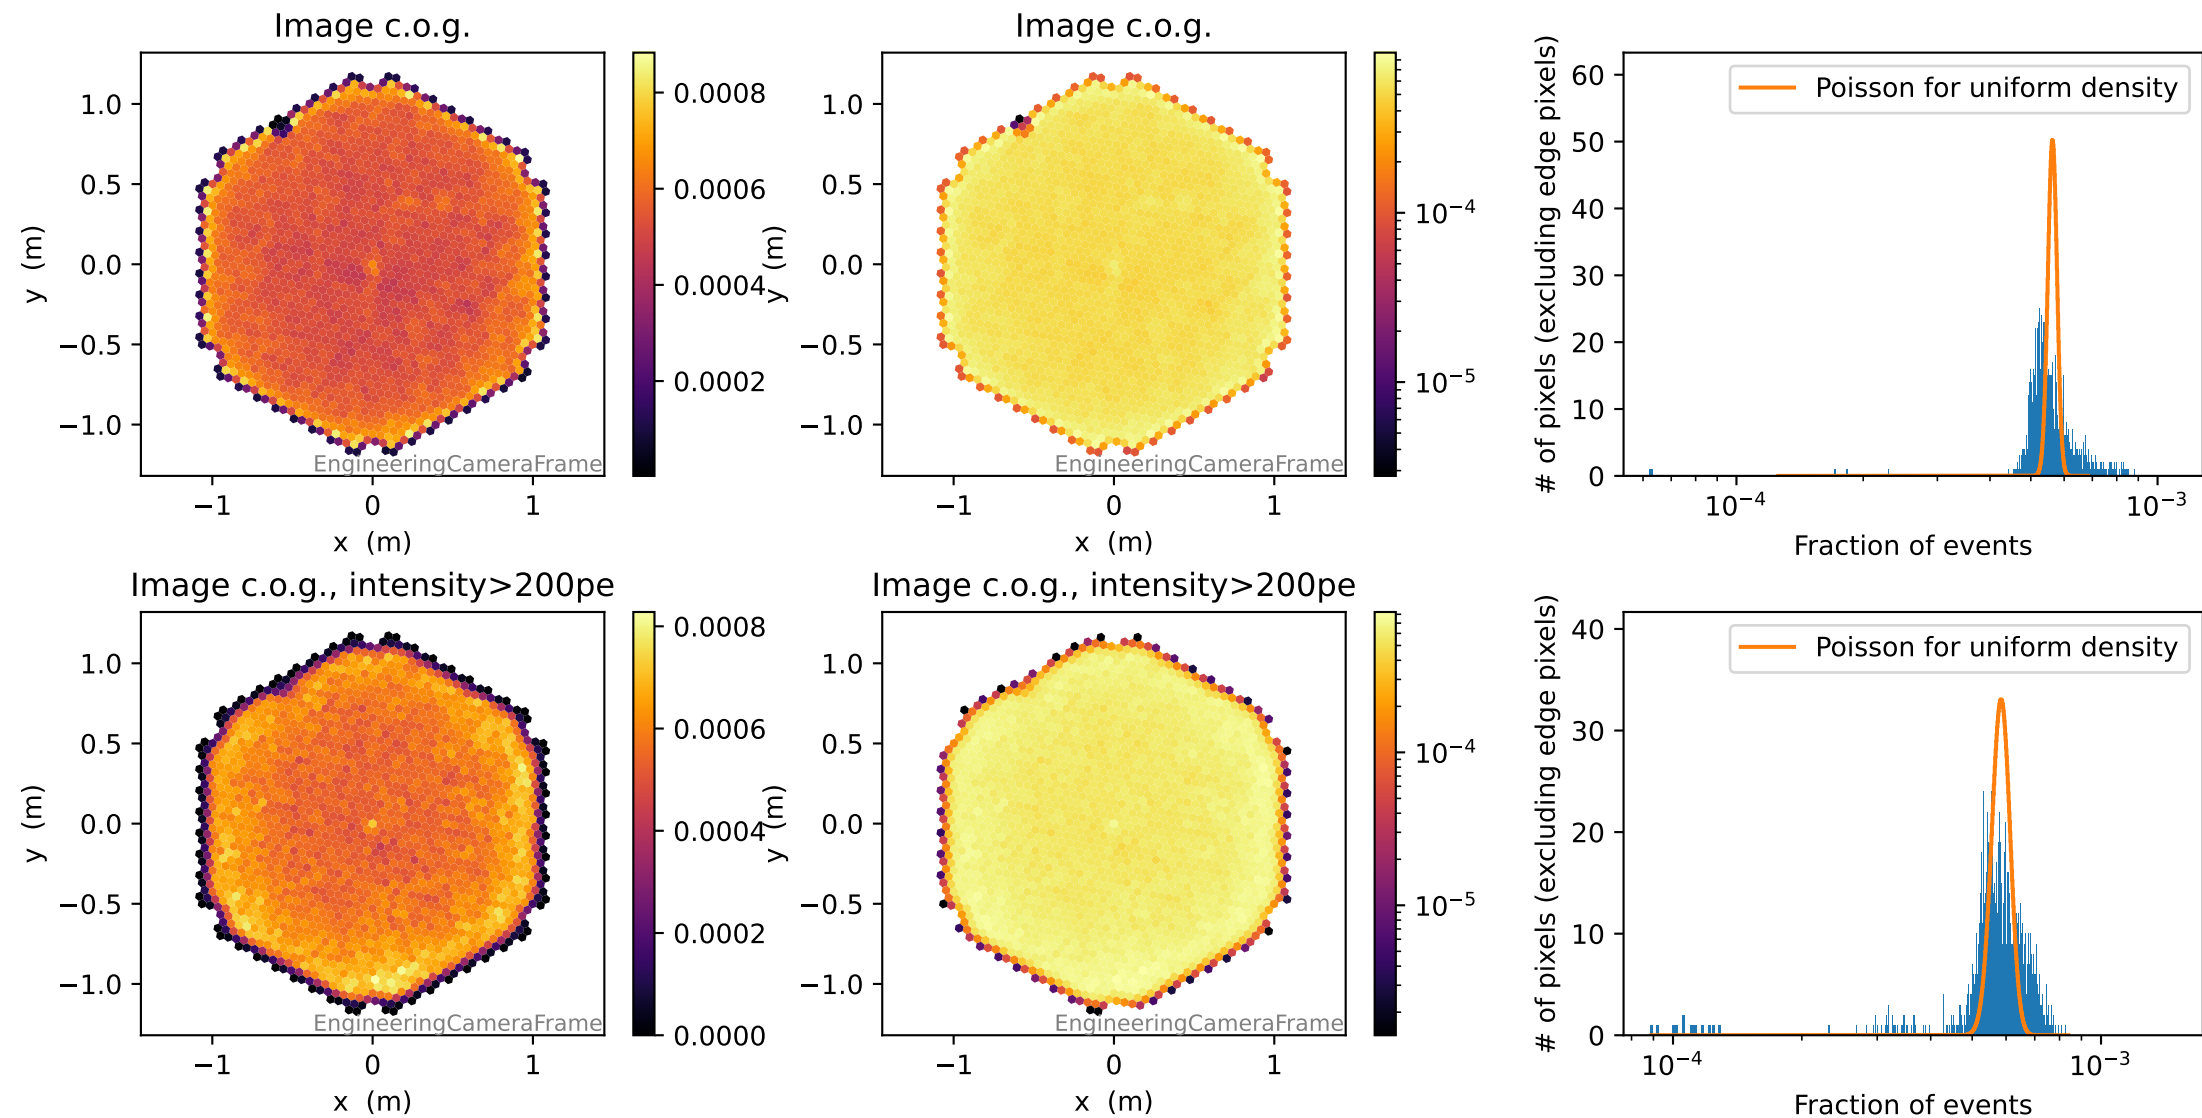 Image c.o.g.
1.0
0.5
0.0
−0.5
−1.0
y (m)
−1
0
1
x (m)
EngineeringCameraFrame
0.0008
0.0006
0.0004
0.0002
Image c.o.g.
1.0
0.5
0.0
−0.5
−1.0
y (m)
−1
0
1
x (m)
EngineeringCameraFrame
10⁻⁴
10⁻⁵
# of pixels (excluding edge pixels)
60
50
40
30
20
10
0
Poisson for uniform density
10⁻⁴
10⁻³
Fraction of events
Image c.o.g., intensity>200pe
1.0
0.5
0.0
−0.5
−1.0
y (m)
−1
0
1
x (m)
EngineeringCameraFrame
0.0008
0.0006
0.0004
0.0002
0.0000
Image c.o.g., intensity>200pe
1.0
0.5
0.0
−0.5
−1.0
y (m)
−1
0
1
x (m)
EngineeringCameraFrame
10⁻⁴
10⁻⁵
# of pixels (excluding edge pixels)
40
30
20
10
0
Poisson for uniform density
10⁻⁴
10⁻³
Fraction of events